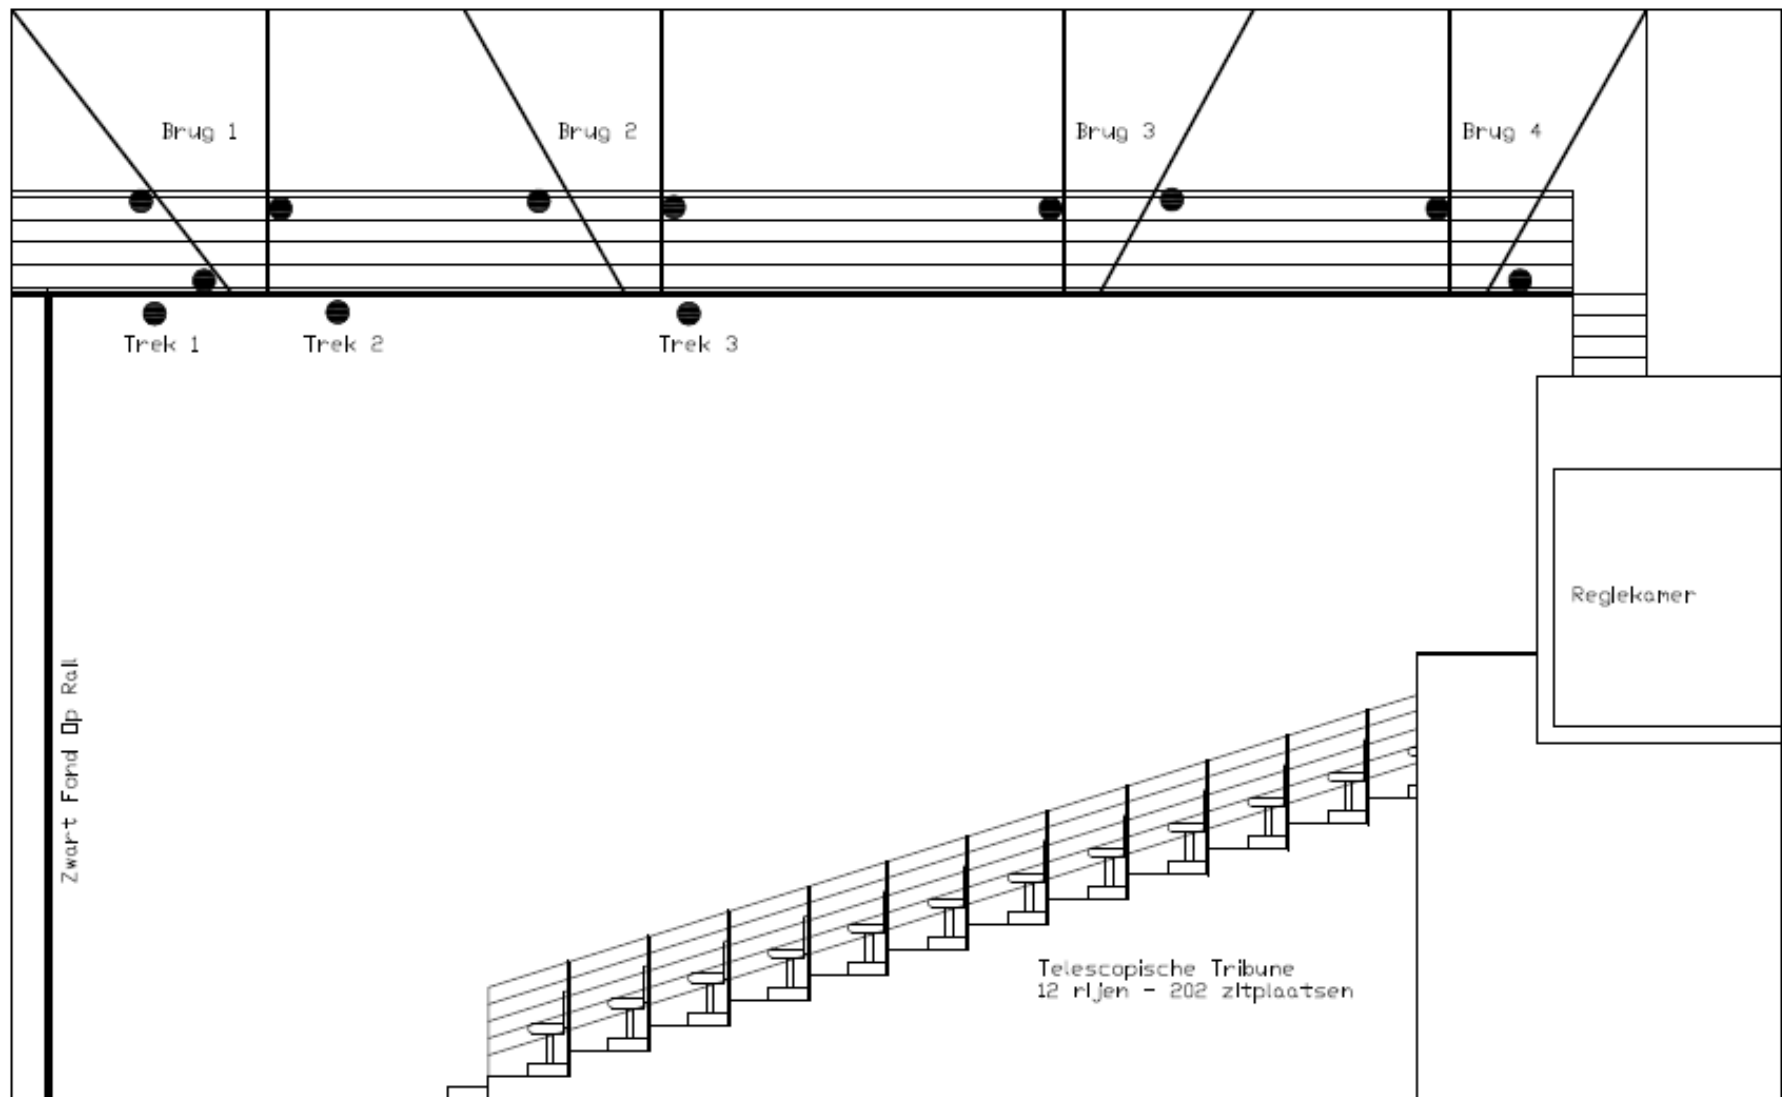 Brug 1
Brug 2
Brug 3
Brug 4
Trek 1
Trek 2
Trek 3
Reglekamer
Zwart Fond Op Rail
Telescopische Tribune
12 rijen - 202 zitplaatsen